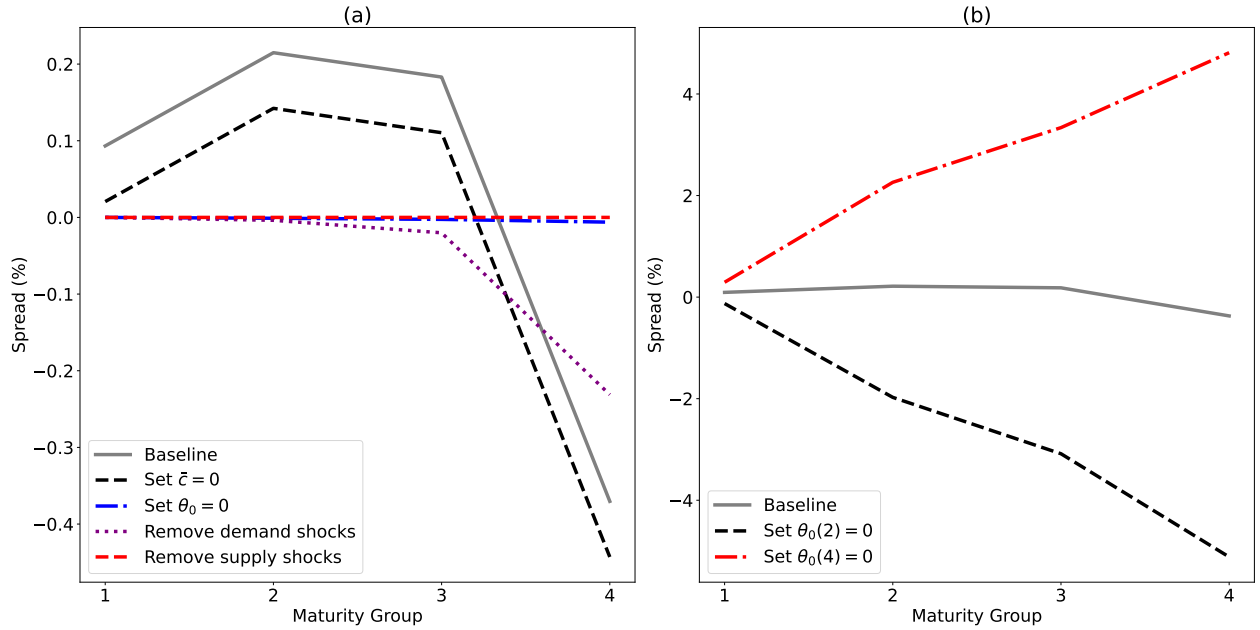 (a)
Spread (%)
0.2
0.1
0.0
−0.1
−0.2
−0.3
−0.4
Baseline
Set c̄ = 0
Set θ₀ = 0
Remove demand shocks
Remove supply shocks
1 2 3 4
Maturity Group
(b)
Spread (%)
4
2
0
−2
−4
Baseline
Set θ₀(2) = 0
Set θ₀(4) = 0
1 2 3 4
Maturity Group